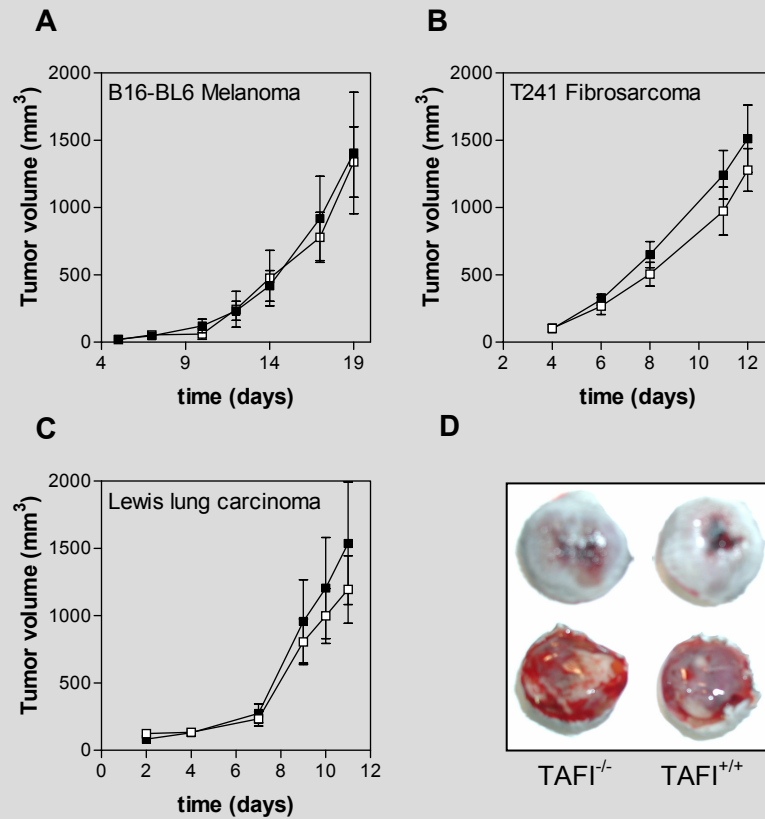 A
B
2000
B16-BL6 Melanoma
1500
1000
500
0
Tumor volume (mm³)
4
9
14
19
time (days)
2000
T241 Fibrosarcoma
1500
1000
500
0
Tumor volume (mm³)
2
4
6
8
10
12
time (days)
C
D
2000
Lewis lung carcinoma
1500
1000
500
0
Tumor volume (mm³)
0
2
4
6
8
10
12
time (days)
TAFI⁻/⁻ TAFI⁺/⁺